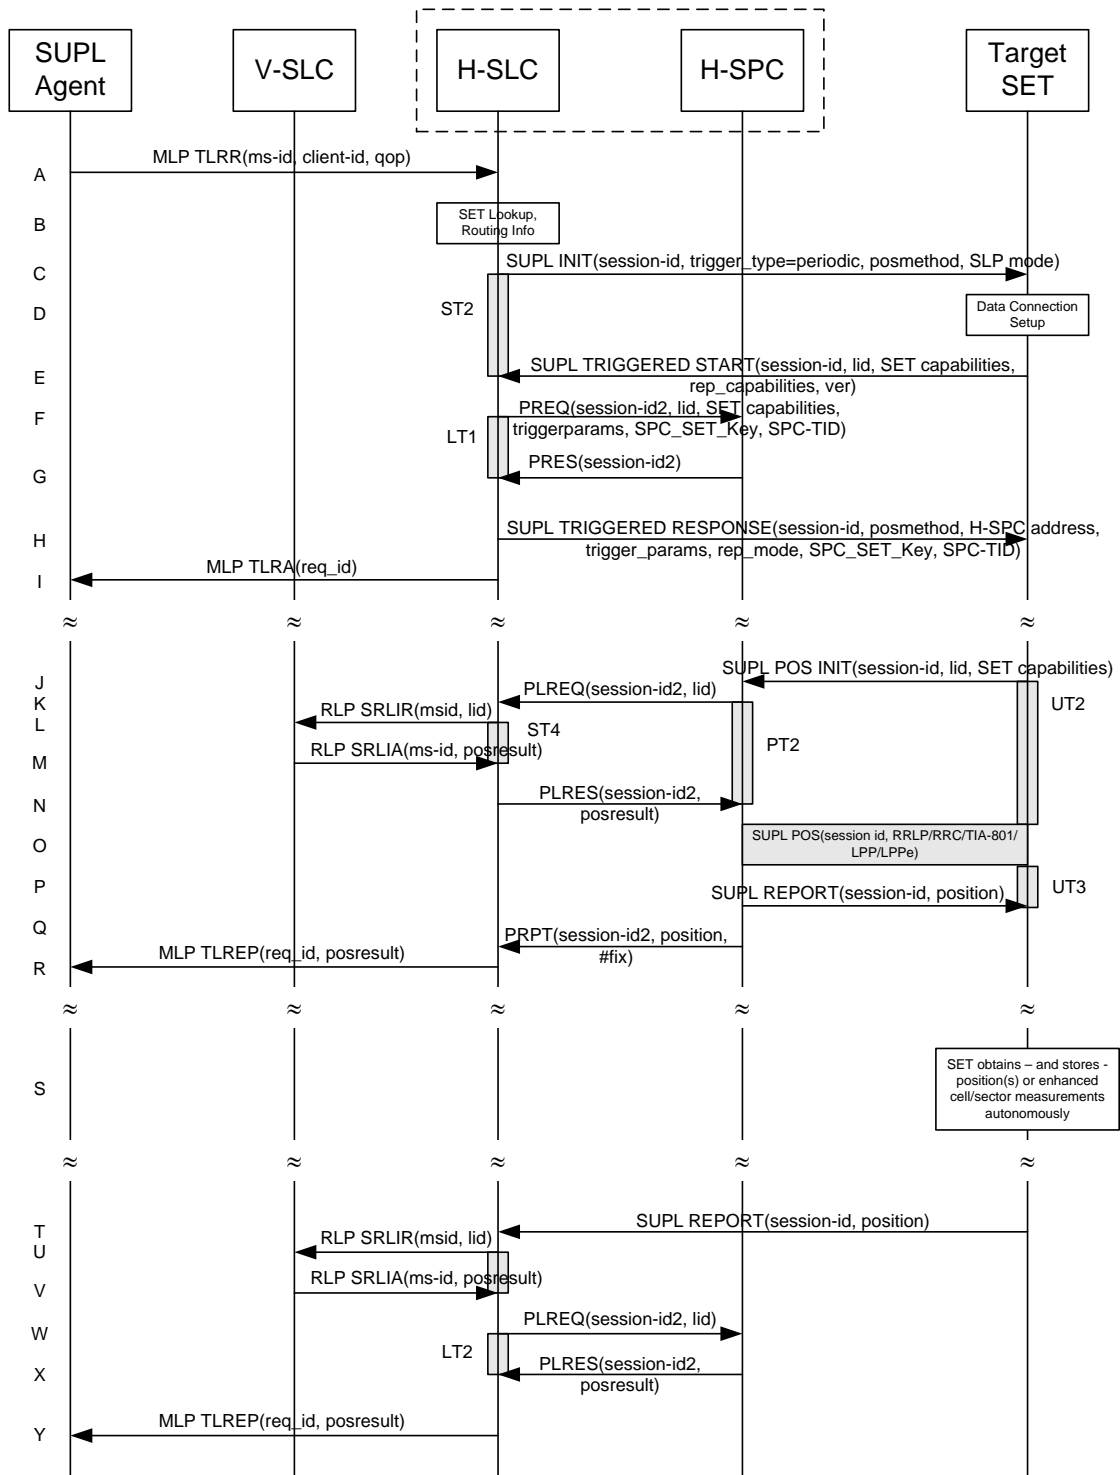 SUPL
Agent
V-SLC
H-SLC
H-SPC
Target
SET
A
MLP TLRR(ms-id, client-id, qop)
B
SET Lookup,
Routing Info
C
SUPL INIT(session-id, trigger_type=periodic, posmethod, SLP mode)
D
ST2
Data Connection
Setup
E
SUPL TRIGGERED START(session-id, lid, SET capabilities,
rep_capabilities, ver)
F
PREQ(session-id2, lid, SET capabilities,
triggerparams, SPC_SET_Key, SPC-TID)
LT1
G
PRES(session-id2)
H
SUPL TRIGGERED RESPONSE(session-id, posmethod, H-SPC address,
trigger_params, rep_mode, SPC_SET_Key, SPC-TID)
I
MLP TLRA(req_id)
≈ ≈ ≈ ≈ ≈
J
SUPL POS INIT(session-id, lid, SET capabilities)
K
PLREQ(session-id2, lid)
L
RLP SRLIR(msid, lid)
UT2
ST4
PT2
M
RLP SRLIA(ms-id, posresult)
N
PLRES(session-id2,
posresult)
O
SUPL POS(session id, RRLP/RRC/TIA-801/
LPP/LPPe)
P
SUPL REPORT(session-id, position)
UT3
Q
PRPT(session-id2, position,
#fix)
R
MLP TLREP(req_id, posresult)
≈ ≈ ≈ ≈ ≈
S
SET obtains – and stores -
position(s) or enhanced
cell/sector measurements
autonomously
≈ ≈ ≈ ≈ ≈
T
SUPL REPORT(session-id, position)
U
RLP SRLIR(msid, lid)
V
RLP SRLIA(ms-id, posresult)
W
PLREQ(session-id2, lid)
LT2
X
PLRES(session-id2,
posresult)
Y
MLP TLREP(req_id, posresult)